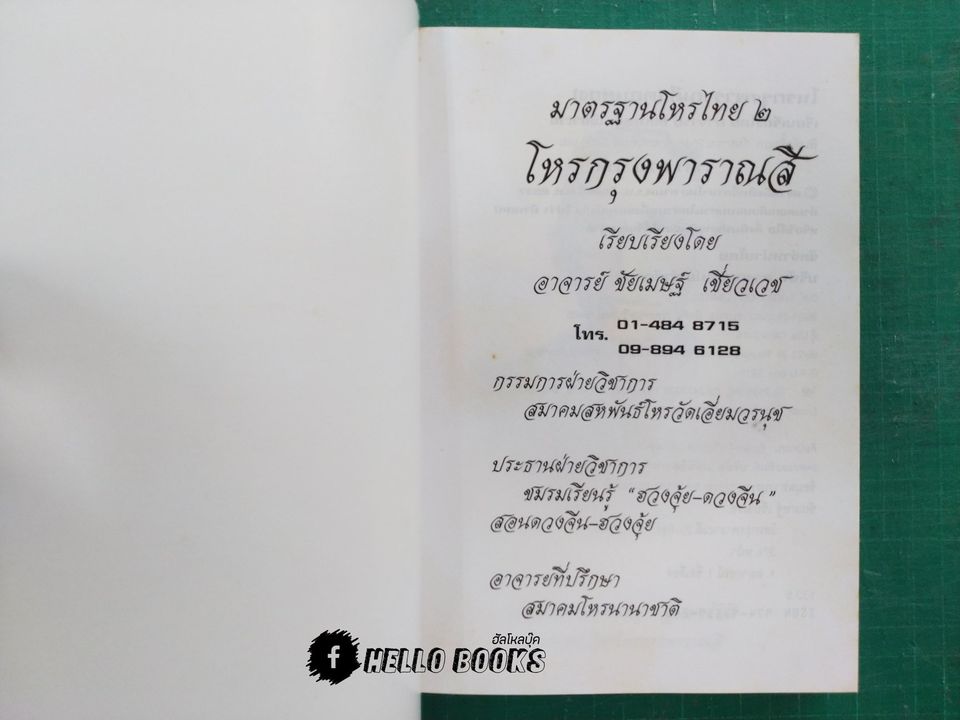 มาตรฐานโหรไทย ๒
โหรกรุงพาราณสี
เรียบเรียงโดย
อาจารย์ ชัยเมษฐ์ เชี่ยวเวช
โทร. 01-484 8715
09-894 6128
กรรมการฝ่ายวิชาการ
สมาคมสหพันธ์โหรวัดเอี่ยมวรนุช
ประธานฝ่ายวิชาการ
ชมรมเรียนรู้ "ฮวงจุ้ย-ดวงจีน"
สอนดวงจีน-ฮวงจุ้ย
อาจารย์ที่ปรึกษา
สมาคมโหรนานาชาติ
ฮัลโหลบุ๊ค
f HELLO BOOKS